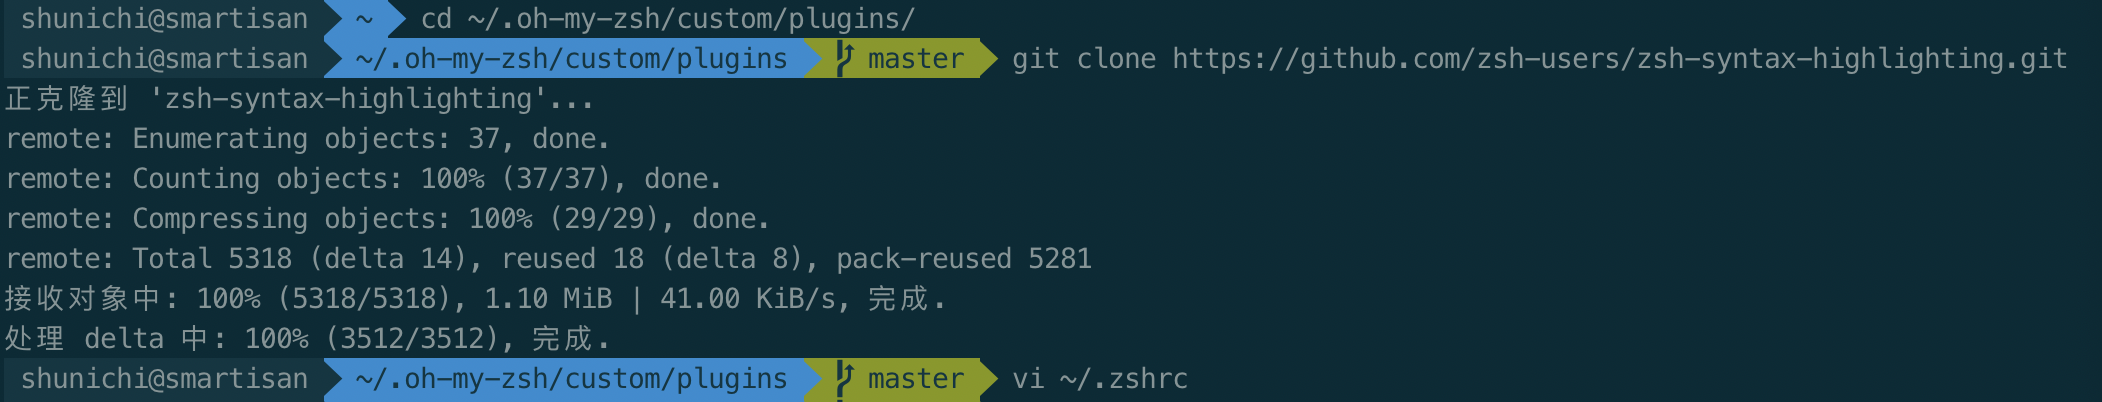 shunichi@smartisan ~ cd ~/.oh-my-zsh/custom/plugins/
shunichi@smartisan ~/.oh-my-zsh/custom/plugins master git clone https://github.com/zsh-users/zsh-syntax-highlighting.git
正克隆到 'zsh-syntax-highlighting'...
remote: Enumerating objects: 37, done.
remote: Counting objects: 100% (37/37), done.
remote: Compressing objects: 100% (29/29), done.
remote: Total 5318 (delta 14), reused 18 (delta 8), pack-reused 5281
接收对象中: 100% (5318/5318), 1.10 MiB | 41.00 KiB/s, 完成.
处理 delta 中: 100% (3512/3512), 完成.
shunichi@smartisan ~/.oh-my-zsh/custom/plugins master vi ~/.zshrc